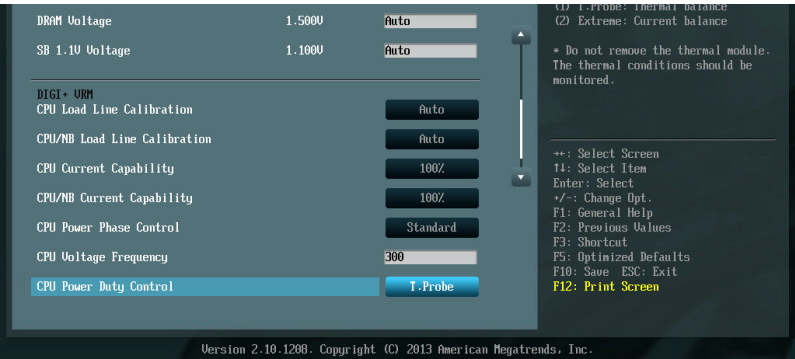 DRAM Voltage 1.500V Auto
SB 1.1V Voltage 1.100V Auto
DIGI+ VRM
CPU Load Line Calibration Auto
CPU/NB Load Line Calibration Auto
CPU Current Capability 100%
CPU/NB Current Capability 100%
CPU Power Phase Control Standard
CPU Voltage Frequency 300
CPU Power Duty Control T.Probe
(1) T.Probe: Thermal balance
(2) Extreme: Current balance
* Do not remove the thermal module.
The thermal conditions should be
monitored.
→←: Select Screen
↑↓: Select Item
Enter: Select
+/-: Change Opt.
F1: General Help
F2: Previous Values
F3: Shortcut
F5: Optimized Defaults
F10: Save ESC: Exit
F12: Print Screen
Version 2.10.1208. Copyright (C) 2013 American Megatrends, Inc.